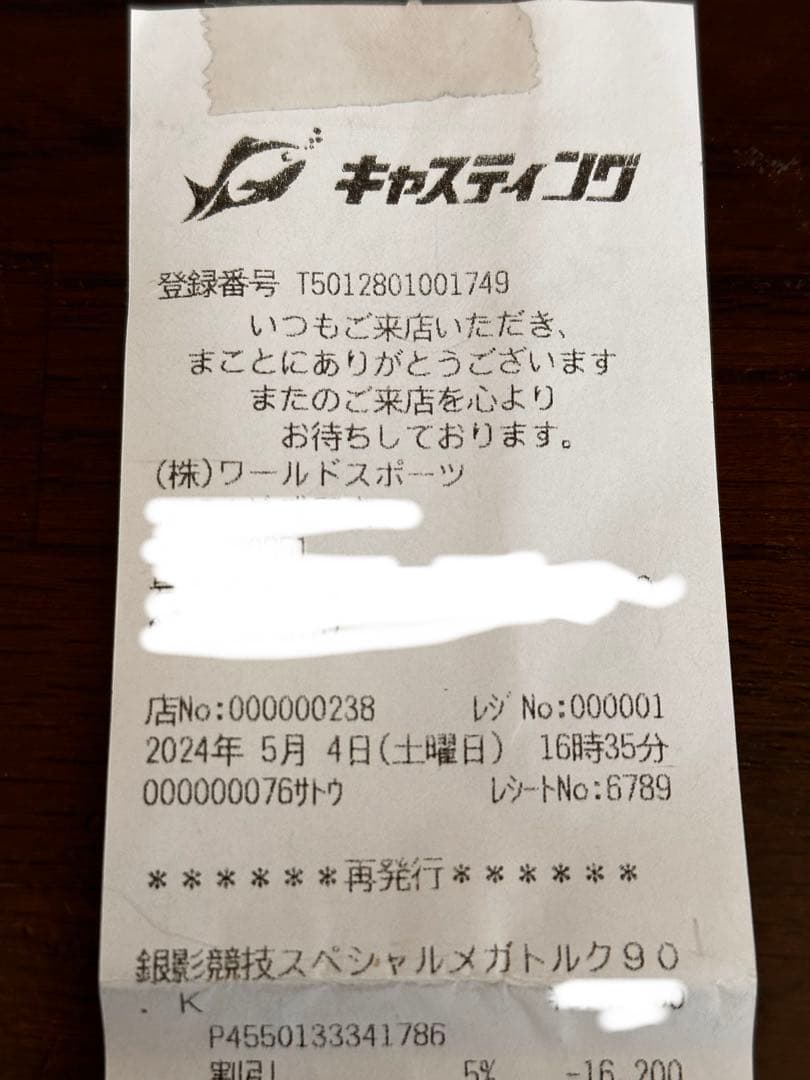 キャスティング
登録番号 T5012801001749
いつもご来店いただき、
まことにありがとうございます
またのご来店を心より
お待ちしております。
(株)ワールドスポーツ
店No:000000238 レジNo:000001
2024年 5月 4日(土曜日) 16時35分
000000076サトウ レシートNo:6789
******再発行******
銀影競技スペシャルメガトルク90
.K
P4550133341786
割引 5% -16,200